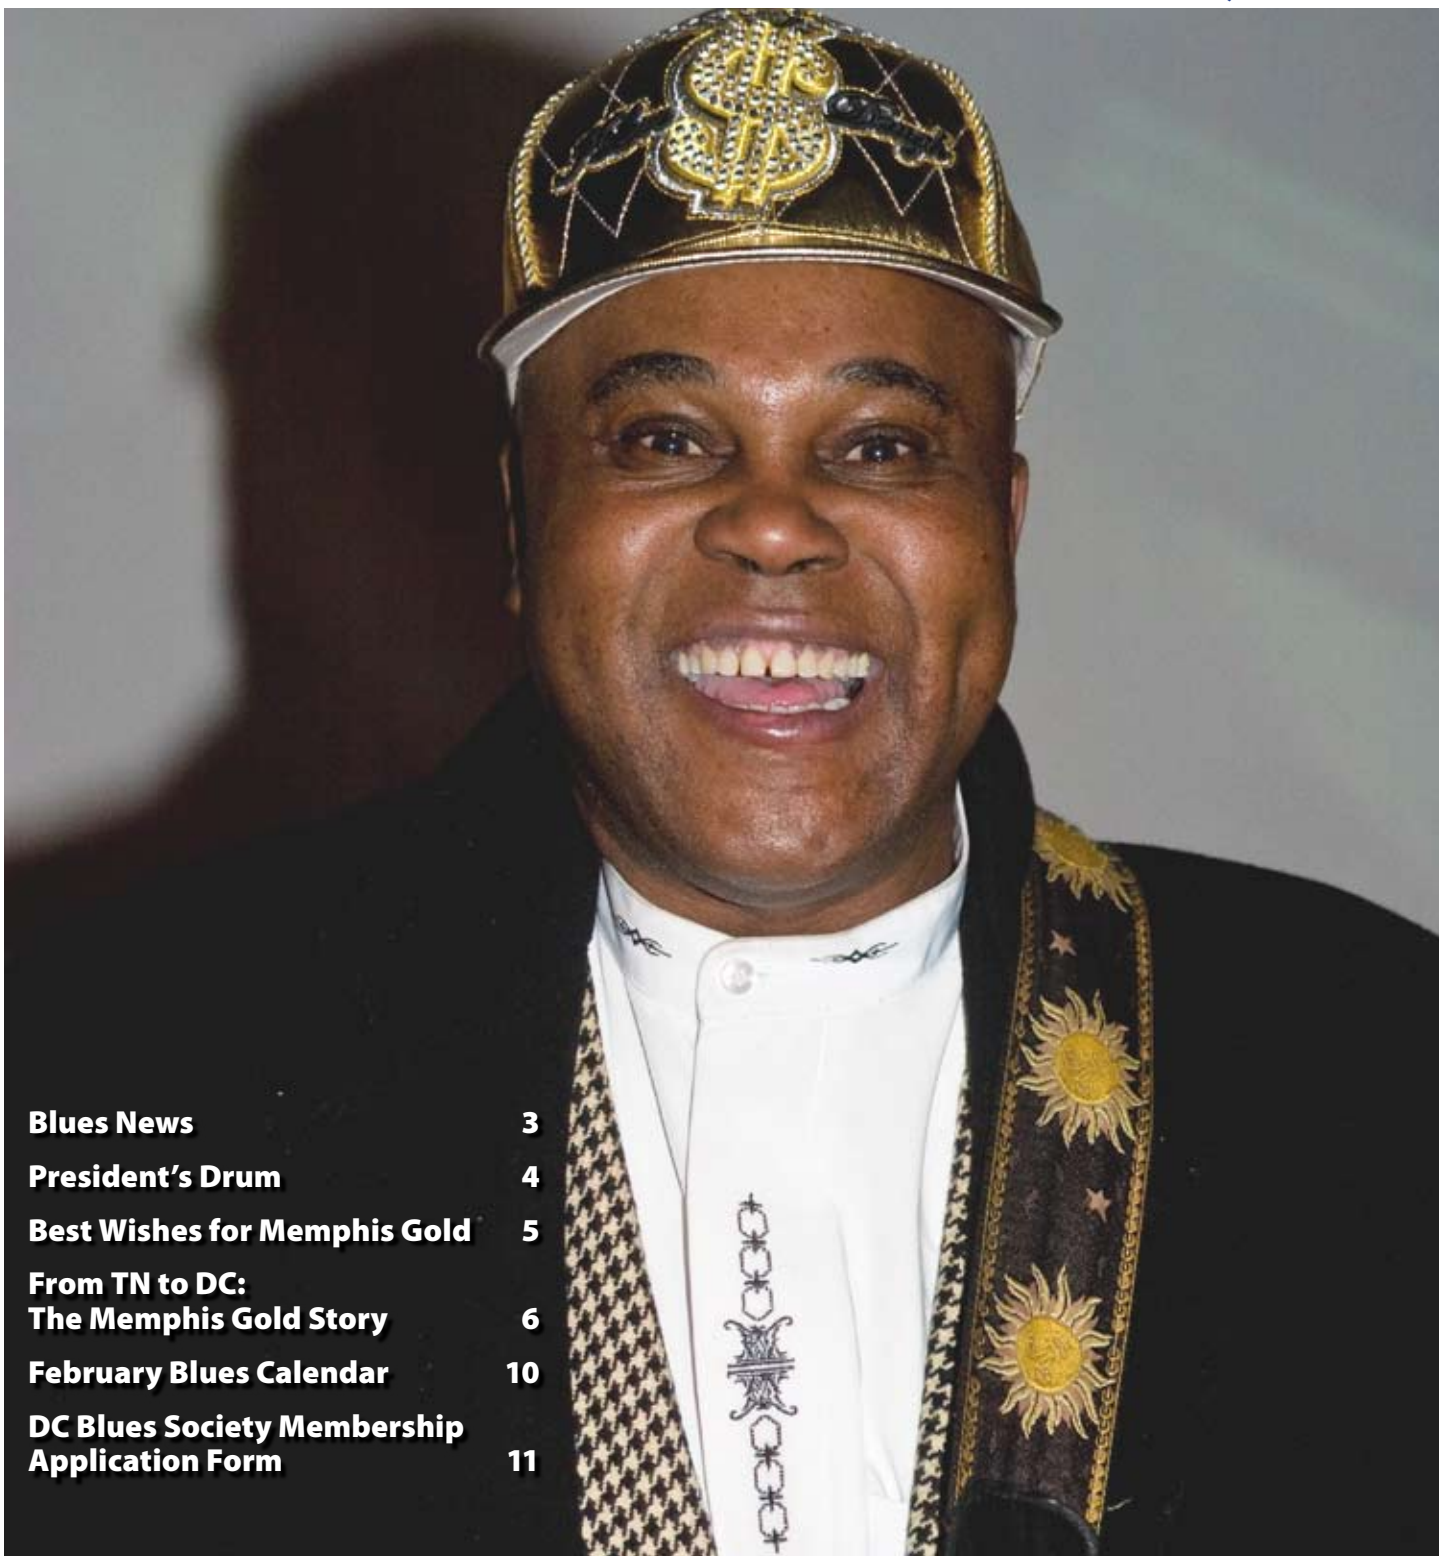 Blues News 3
President’s Drum 4
Best Wishes for Memphis Gold 5
From TN to DC:
The Memphis Gold Story 6
February Blues Calendar 10
DC Blues Society Membership
Application Form 11